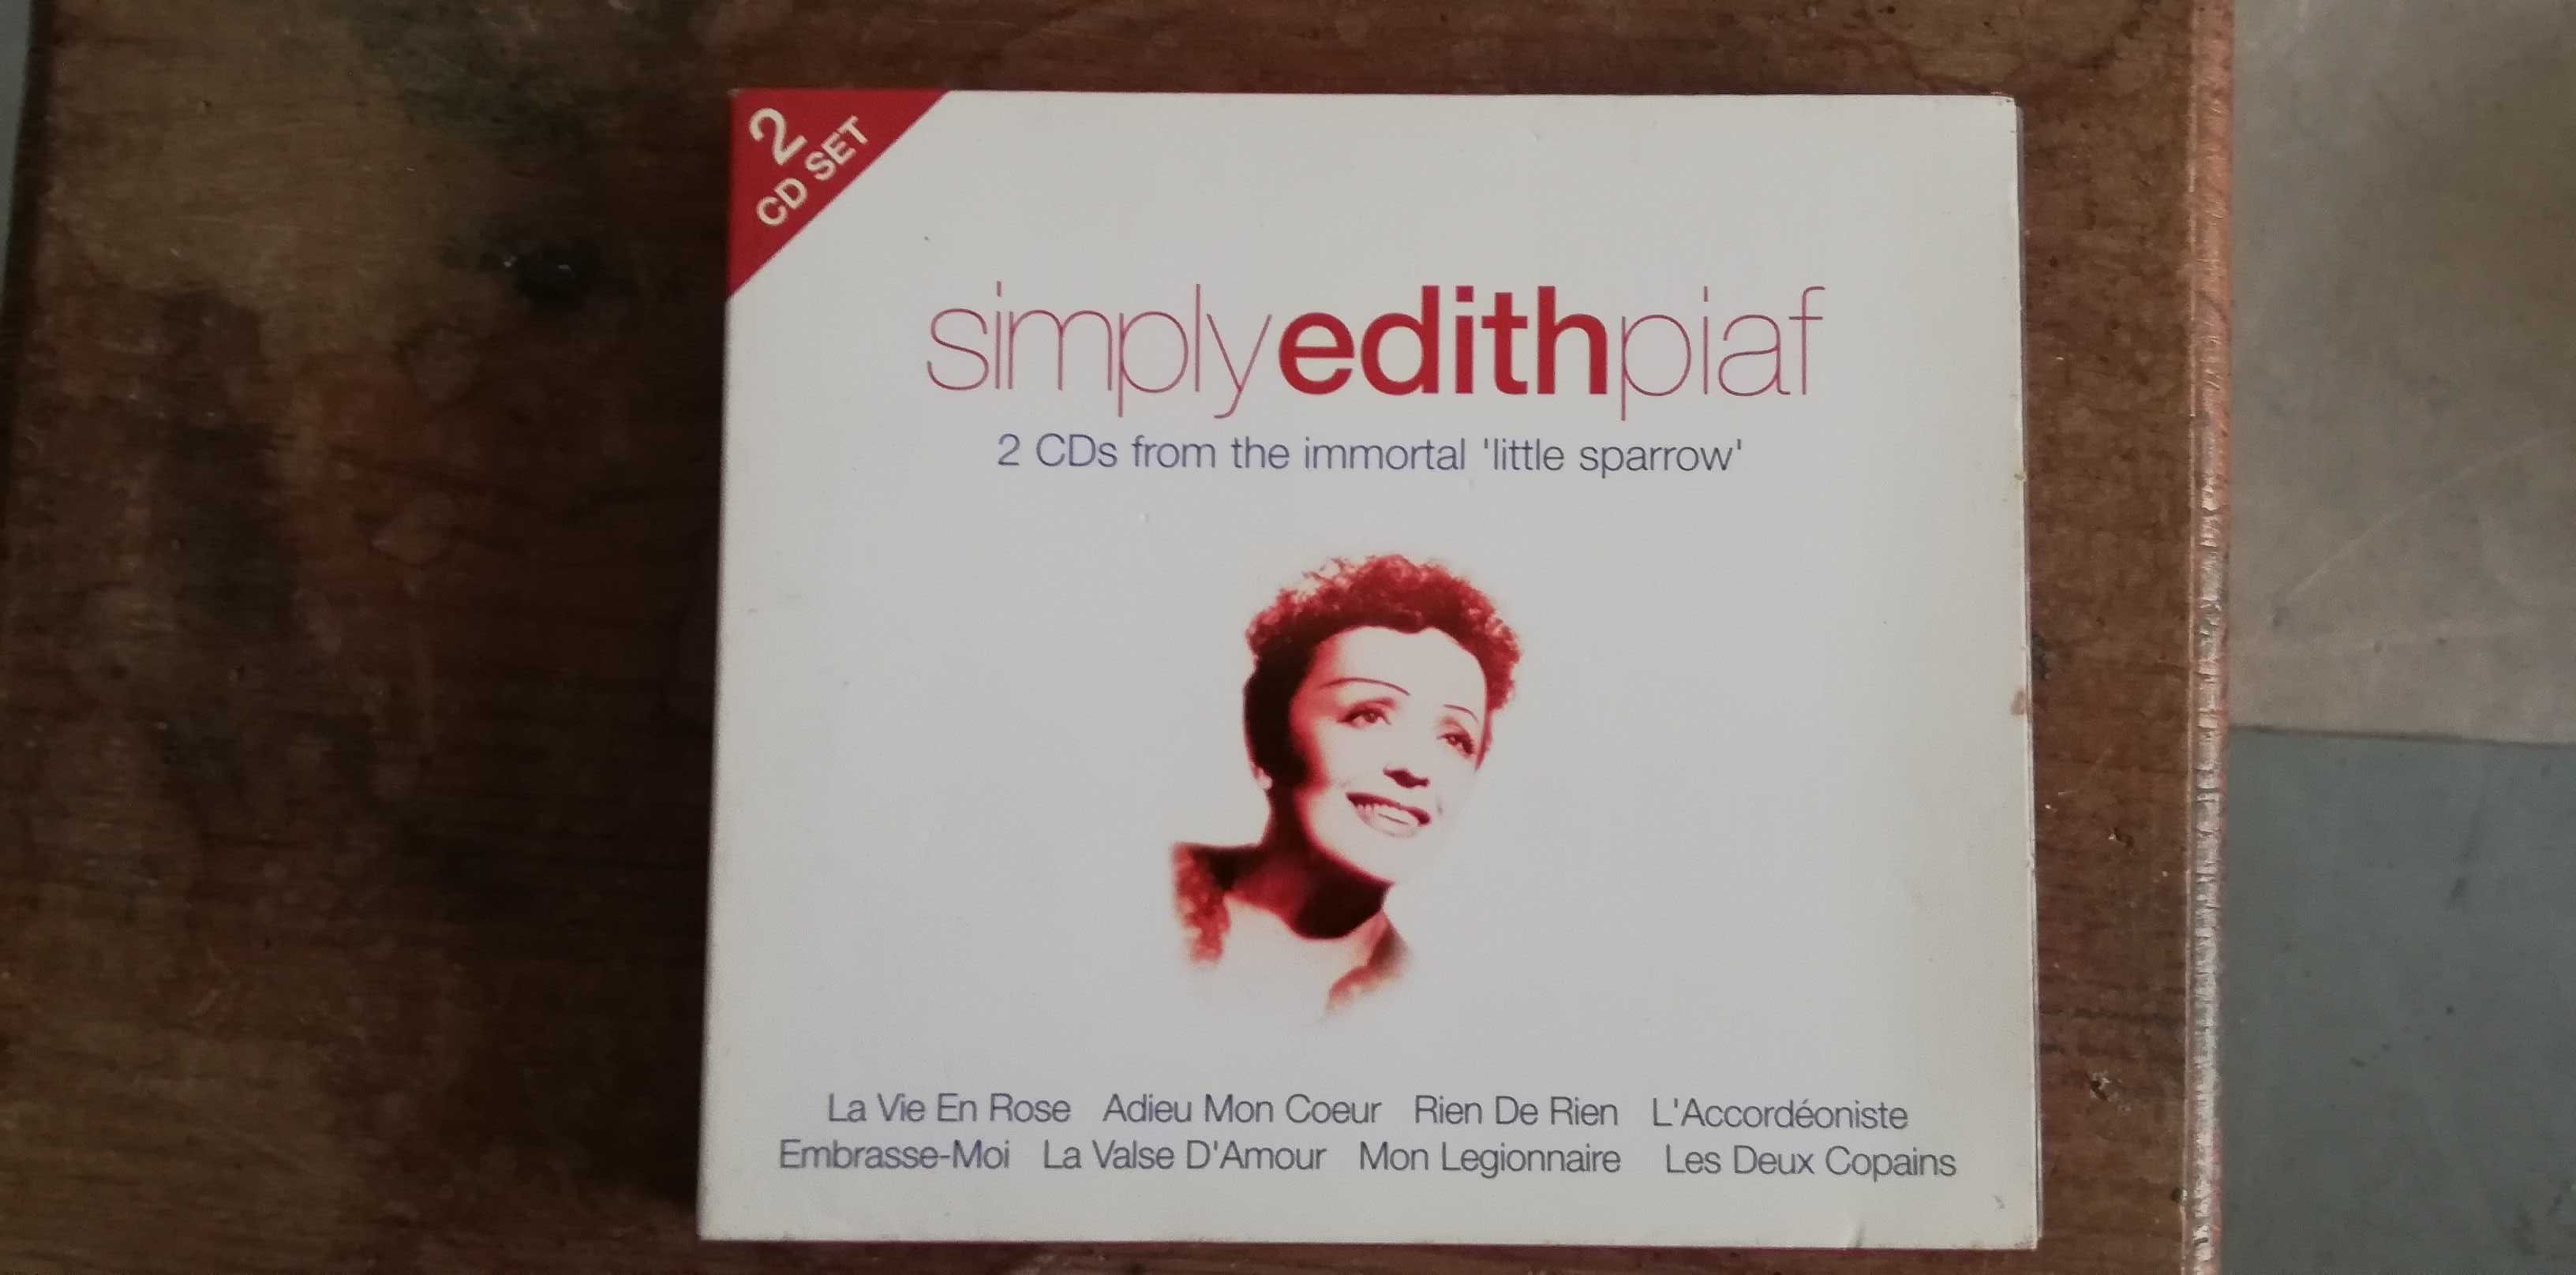 2
CD SET
simplyedithpiaf
2 CDs from the immortal 'little sparrow'
La Vie En Rose Adieu Mon Coeur Rien De Rien L'Accordéoniste
Embrasse-Moi La Valse D'Amour Mon Legionnaire Les Deux Copains